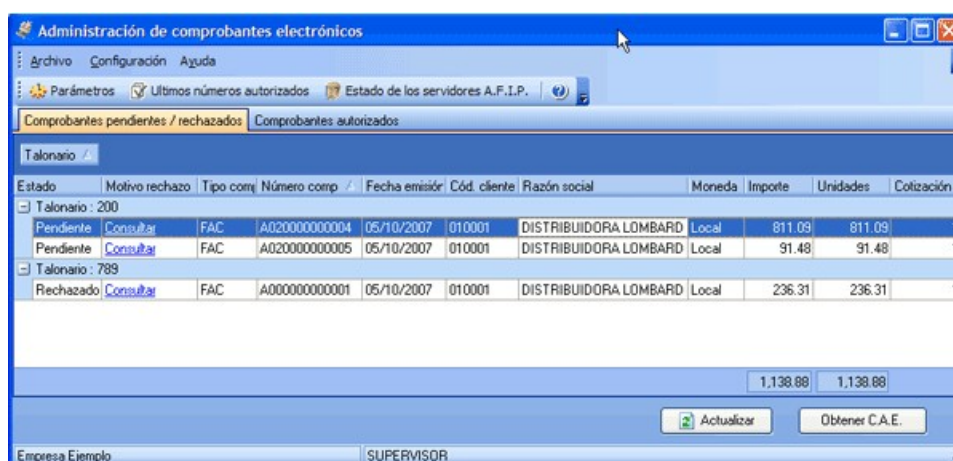 Administración de comprobantes electrónicos
Archivo Configuración Ayuda
Parámetros Ultimos números autorizados Estado de los servidores A.F.I.P.
Comprobantes pendientes / rechazados Comprobantes autorizados
Talonario
Estado Motivo rechazo Tipo comp Número comp Fecha emisión Cód. cliente Razón social Moneda Importe Unidades Cotización
Talonario : 200
Pendiente Consultar FAC A020000000004 05/10/2007 010001 DISTRIBUIDORA LOMBARD Local 811.09 811.09
Pendiente Consultar FAC A020000000005 05/10/2007 010001 DISTRIBUIDORA LOMBARD Local 91.48 91.48
Talonario : 789
Rechazado Consultar FAC A000000000001 05/10/2007 010001 DISTRIBUIDORA LOMBARD Local 236.31 236.31
1,138.88 1,138.88
Actualizar Obtener C.A.E.
Empresa Ejemplo SUPERVISOR